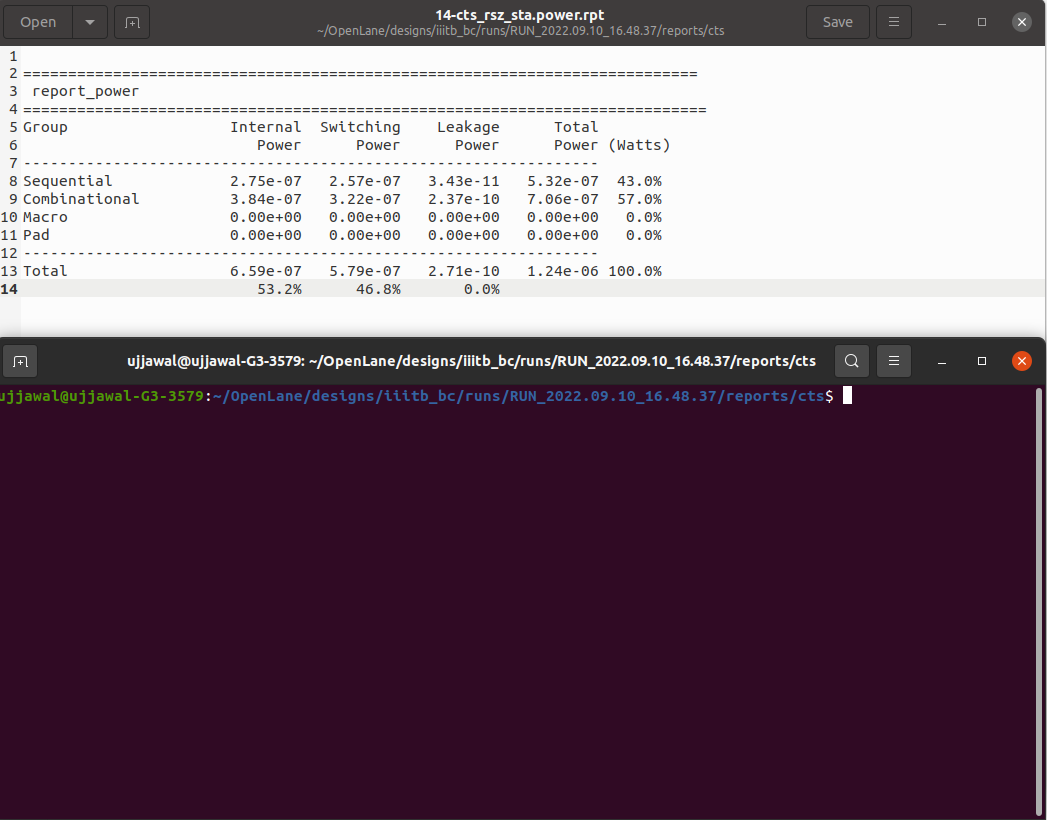 Open
14-cts_rsz_sta.power.rpt
~/OpenLane/designs/iiitb_bc/runs/RUN_2022.09.10_16.48.37/reports/cts
Save
1
2 ===========================================================================
3  report_power
4 ============================================================================
5 Group                  Internal  Switching    Leakage      Total
6                           Power      Power      Power      Power (Watts)
7 ----------------------------------------------------------------
8 Sequential             2.75e-07   2.57e-07   3.43e-11   5.32e-07  43.0%
9 Combinational          3.84e-07   3.22e-07   2.37e-10   7.06e-07  57.0%
10 Macro                  0.00e+00   0.00e+00   0.00e+00   0.00e+00   0.0%
11 Pad                    0.00e+00   0.00e+00   0.00e+00   0.00e+00   0.0%
12 ----------------------------------------------------------------
13 Total                  6.59e-07   5.79e-07   2.71e-10   1.24e-06 100.0%
14                           53.2%      46.8%       0.0%
ujjawal@ujjawal-G3-3579: ~/OpenLane/designs/iiitb_bc/runs/RUN_2022.09.10_16.48.37/reports/cts
ujjawal@ujjawal-G3-3579:~/OpenLane/designs/iiitb_bc/runs/RUN_2022.09.10_16.48.37/reports/cts$